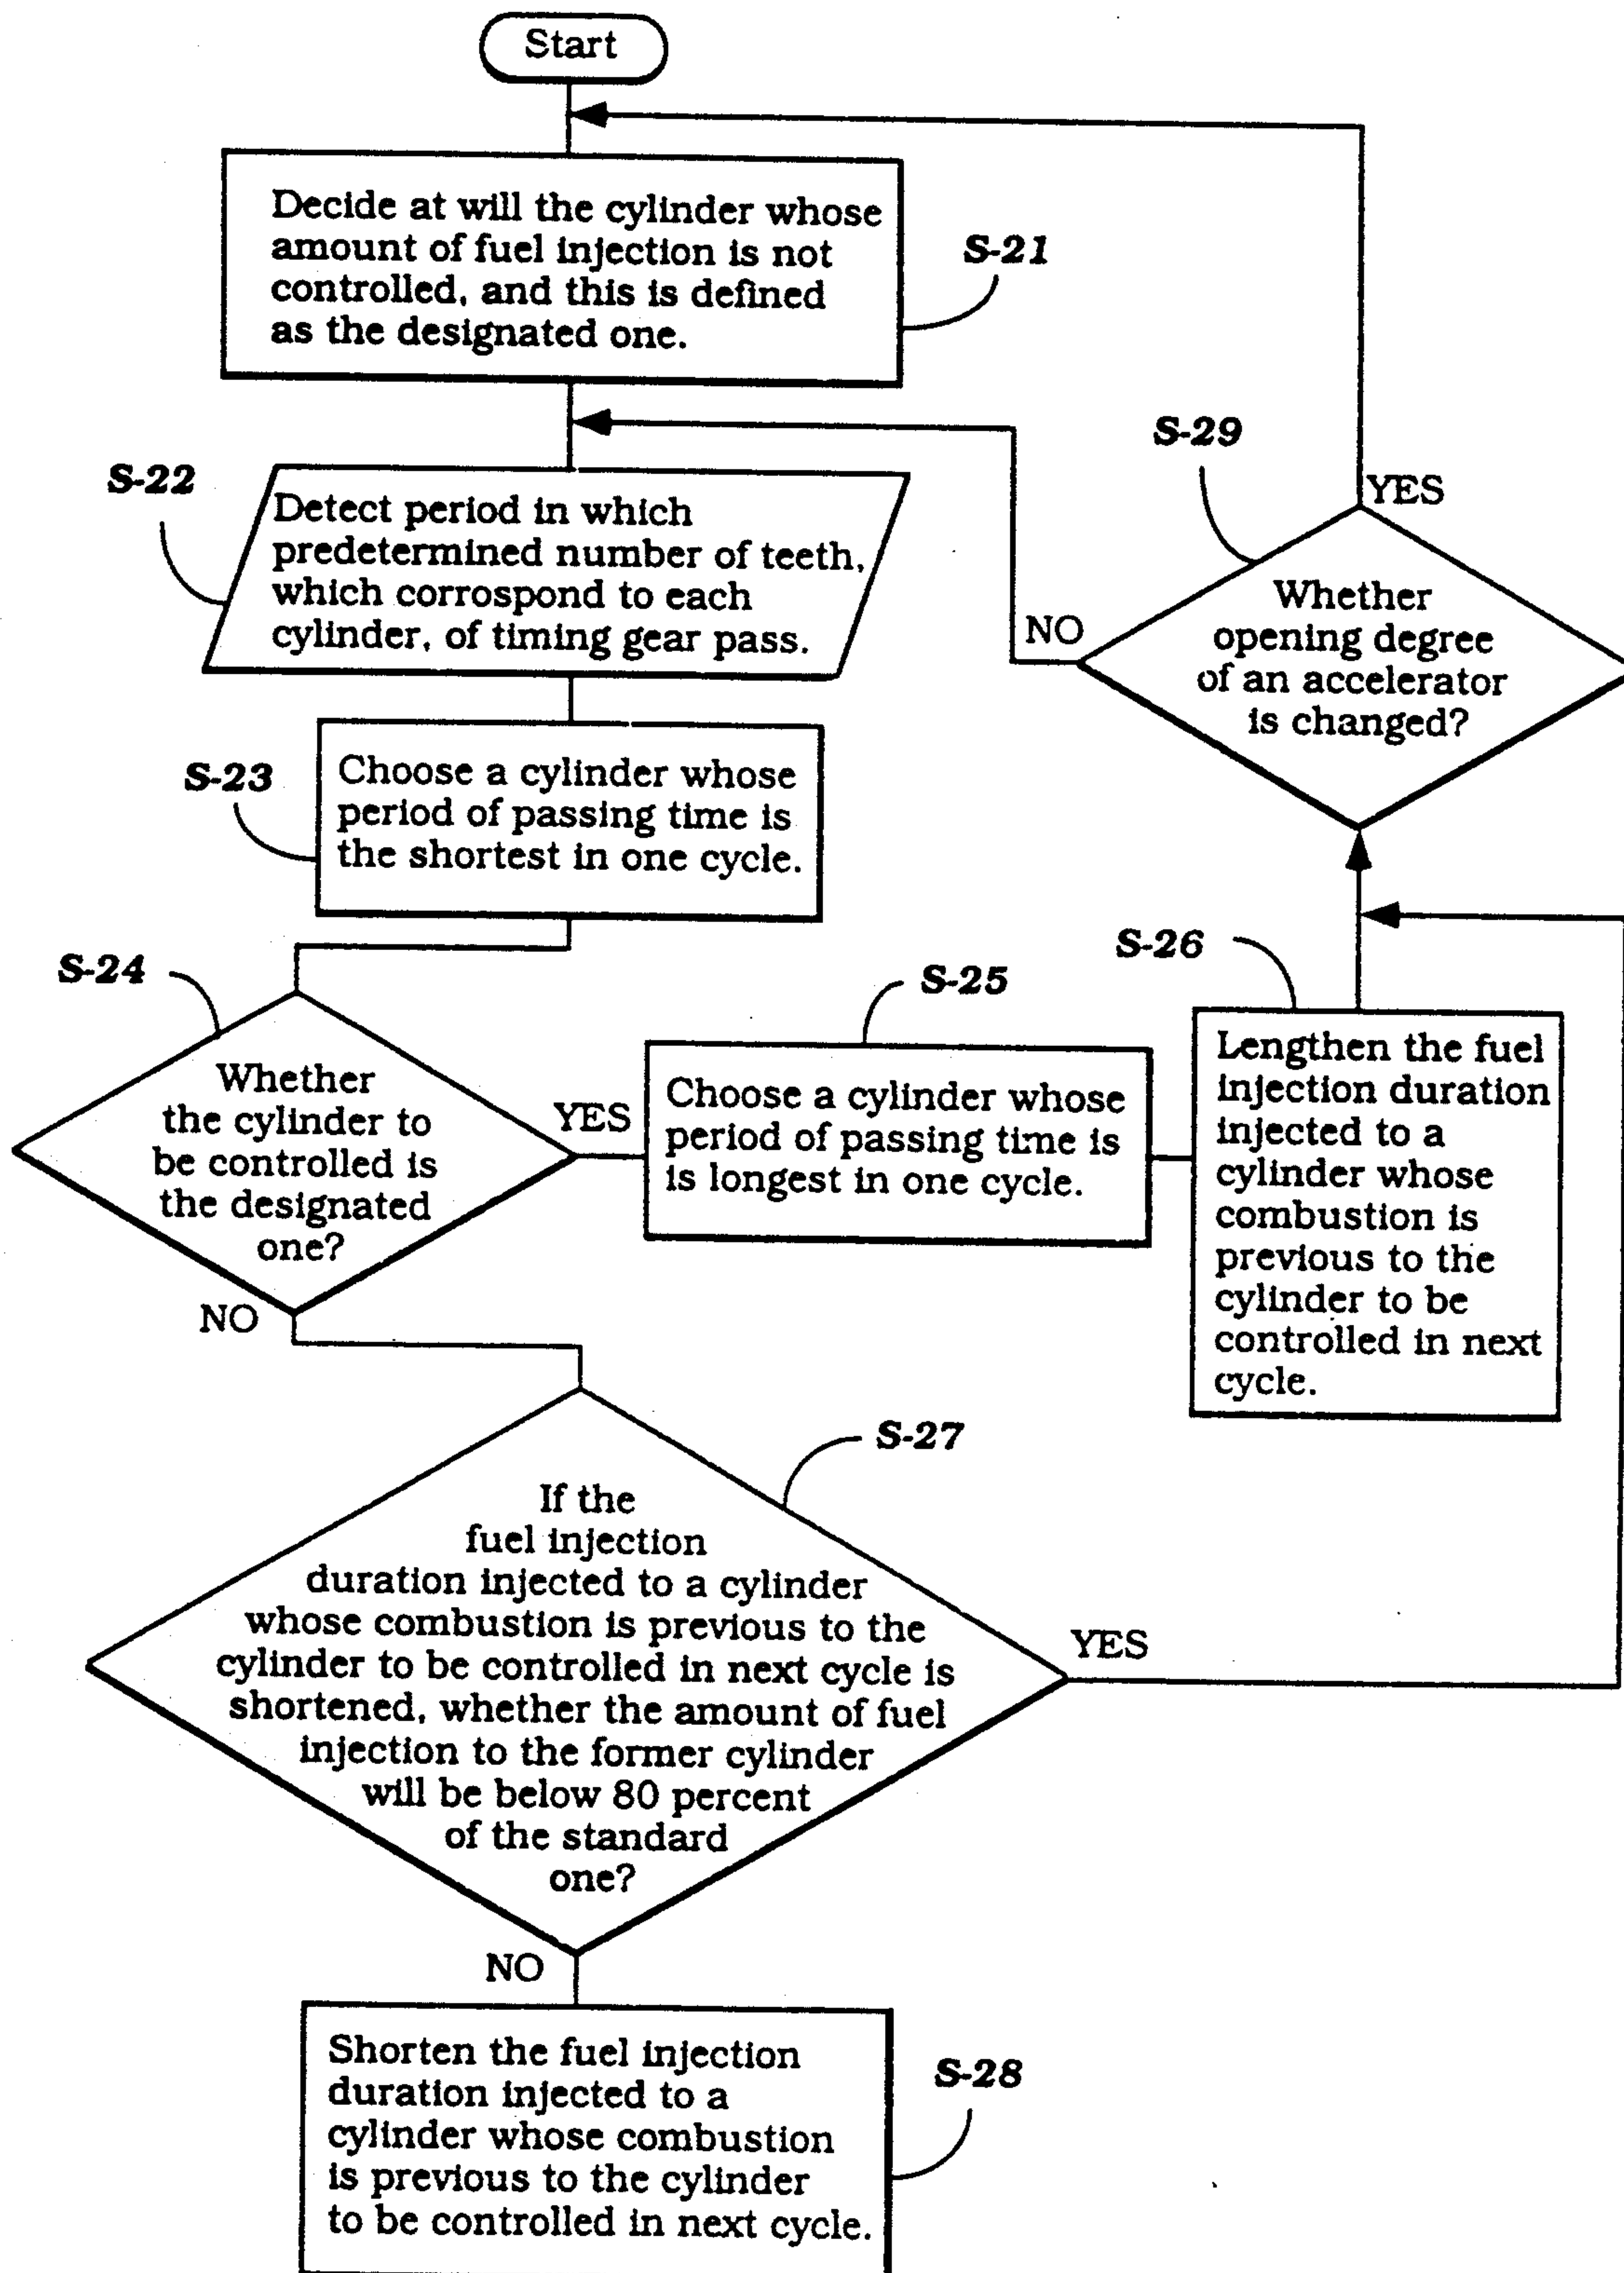 Start
Decide at will the cylinder whose
amount of fuel injection is not
controlled, and this is defined
as the designated one.
S-21
S-22
Detect period in which
predetermined number of teeth,
which corrospond to each
cylinder, of timing gear pass.
S-23
Choose a cylinder whose
period of passing time is
the shortest in one cycle.
S-24
Whether
the cylinder to
be controlled is
the designated
one?
YES
NO
S-25
Choose a cylinder whose
period of passing time is
is longest in one cycle.
S-26
Lengthen the fuel
injection duration
injected to a
cylinder whose
combustion is
previous to the
cylinder to be
controlled in next
cycle.
S-29
YES
NO
Whether
opening degree
of an accelerator
is changed?
S-27
If the
fuel injection
duration injected to a cylinder
whose combustion is previous to the
cylinder to be controlled in next cycle is
shortened, whether the amount of fuel
injection to the former cylinder
will be below 80 percent
of the standard
one?
YES
NO
Shorten the fuel injection
duration injected to a
cylinder whose combustion
is previous to the cylinder
to be controlled in next cycle.
S-28